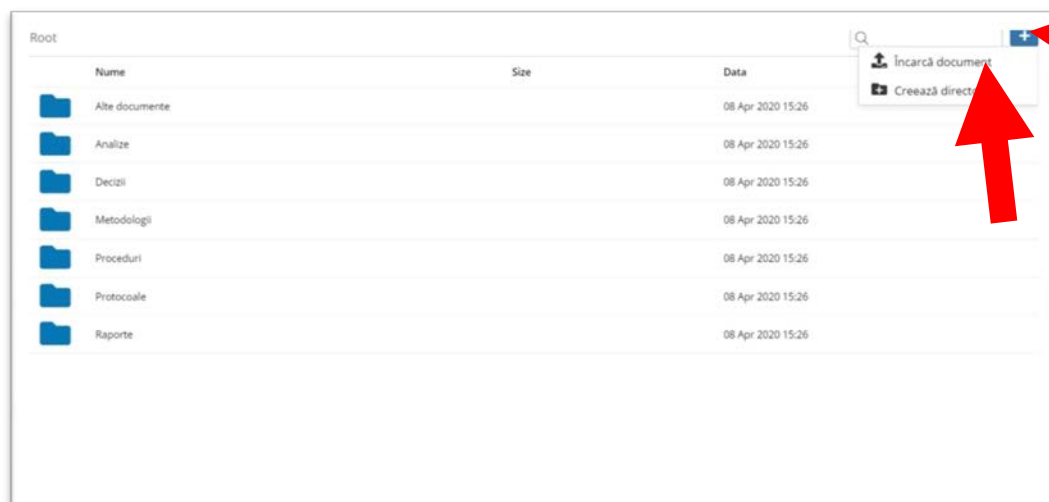 Root
Nume Size Data
Încarcă document
Creează
Alte documente 08 Apr 2020 15:26
Analize 08 Apr 2020 15:26
Decizii 08 Apr 2020 15:26
Metodologii 08 Apr 2020 15:26
Proceduri 08 Apr 2020 15:26
Protocoale 08 Apr 2020 15:26
Raporte 08 Apr 2020 15:26